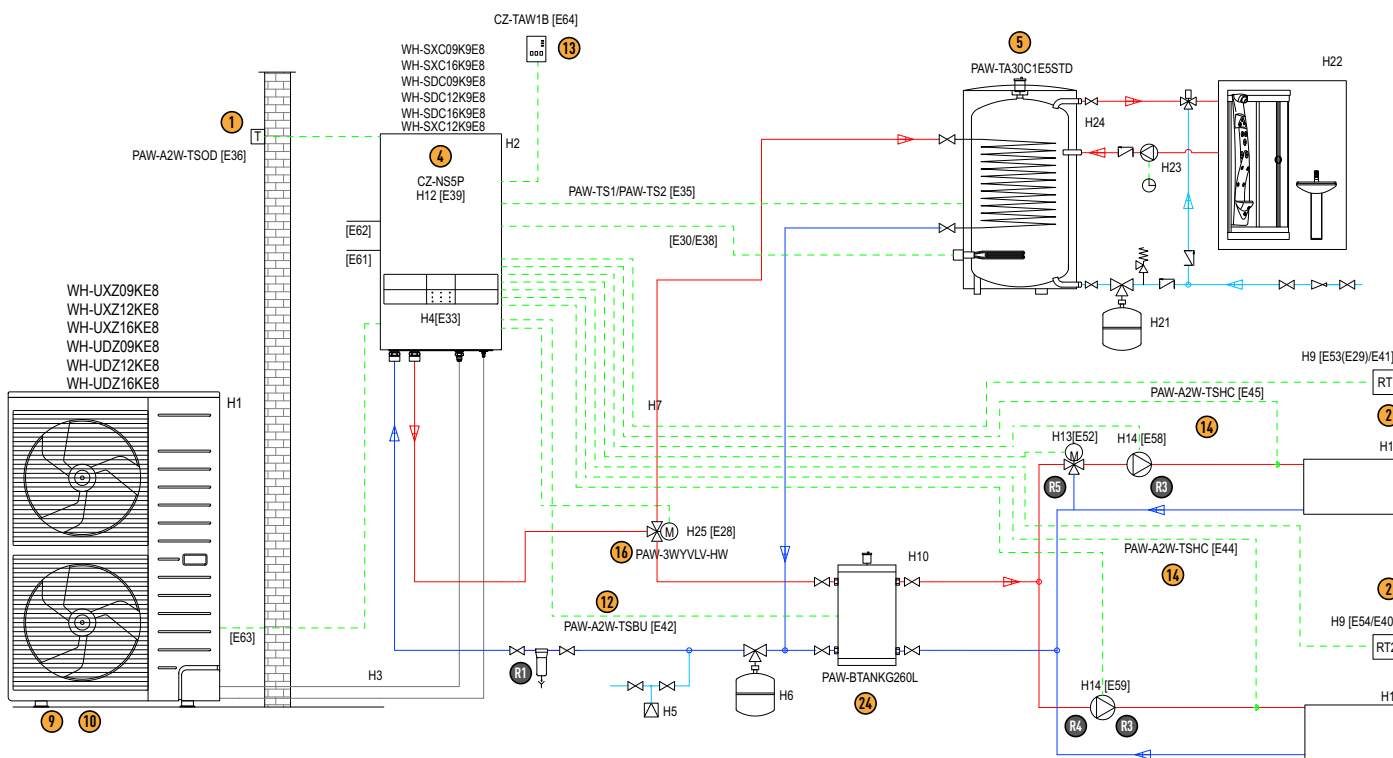 CZ-TAW1B [E64]
13
WH-SXC09K9E8
WH-SXC16K9E8
WH-SDC09K9E8
WH-SDC12K9E8
WH-SDC16K9E8
WH-SXC12K9E8
5
PAW-TA30C1E5STD
H22
1
T
PAW-A2W-TSOD [E36]
H2
4
CZ-NS5P
H12 [E39]
H24
H23
PAW-TS1/PAW-TS2 [E35]
[E62]
[E30/E38]
[E61]
H4[E33]
H21
WH-UXZ09KE8
WH-UXZ12KE8
WH-UXZ16KE8
WH-UDZ09KE8
WH-UDZ12KE8
WH-UDZ16KE8
H1
H9 [E53(E29)/E41]
RT
PAW-A2W-TSHC [E45]
H7
14
2
H13[E52]
M
H14 [E58]
H1
R5
R3
M
H25 [E28]
16
PAW-3WYVLV-HW
H10
PAW-A2W-TSHC [E44]
14
2
12
PAW-A2W-TSBU [E42]
H9 [E54/E40
RT2
[E63]
R1
H3
PAW-BTANKG260L
24
H6
H5
H14 [E59]
R4
R3
H1
9
10